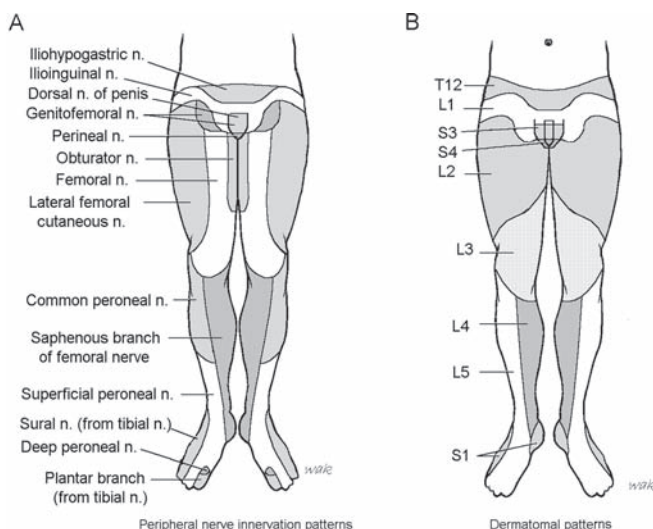 A
Iliohypogastric n.
Ilioinguinal n.
Dorsal n. of penis
Genitofemoral n.
Perineal n.
Obturator n.
Femoral n.
Lateral femoral
cutaneous n.
Common peroneal n.
Saphenous branch
of femoral nerve
Superficial peroneal n.
Sural n. (from tibial n.)
Deep peroneal n.
Plantar branch
(from tibial n.)
wak
Peripheral nerve innervation patterns
B
T12
L1
S3
S4
L2
L3
L4
L5
S1
wak
Dermatomal patterns